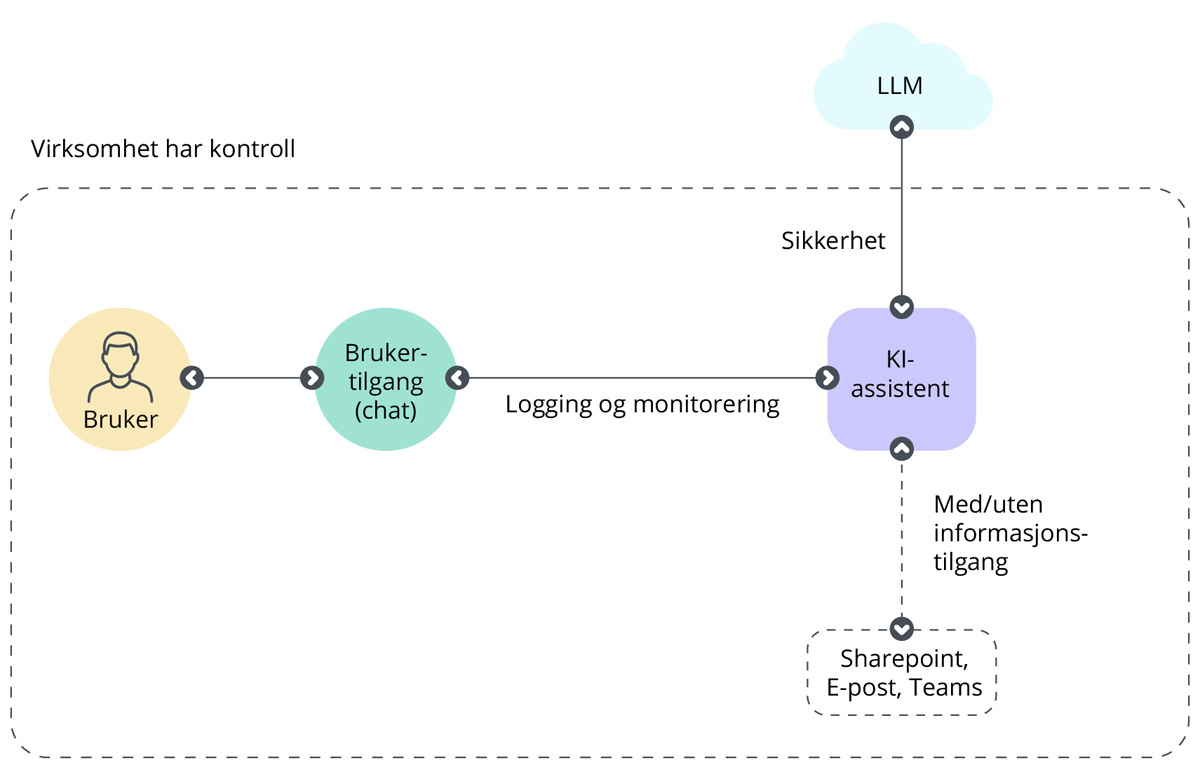 LLM
Virksomhet har kontroll
Sikkerhet
Bruker
Bruker-
tilgang
(chat)
Logging og monitorering
KI-
assistent
Med/uten
informasjons-
tilgang
Sharepoint,
E-post, Teams